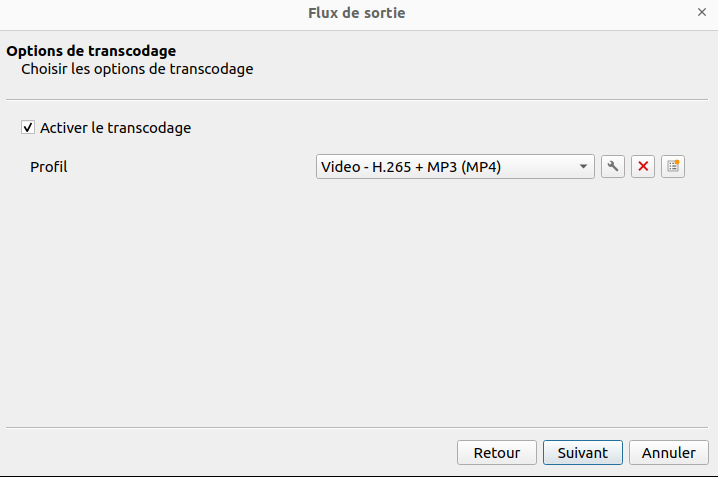 Flux de sortie
Options de transcodage
Choisir les options de transcodage
Activer le transcodage
Profil
Video - H.265 + MP3 (MP4)
Retour
Suivant
Annuler